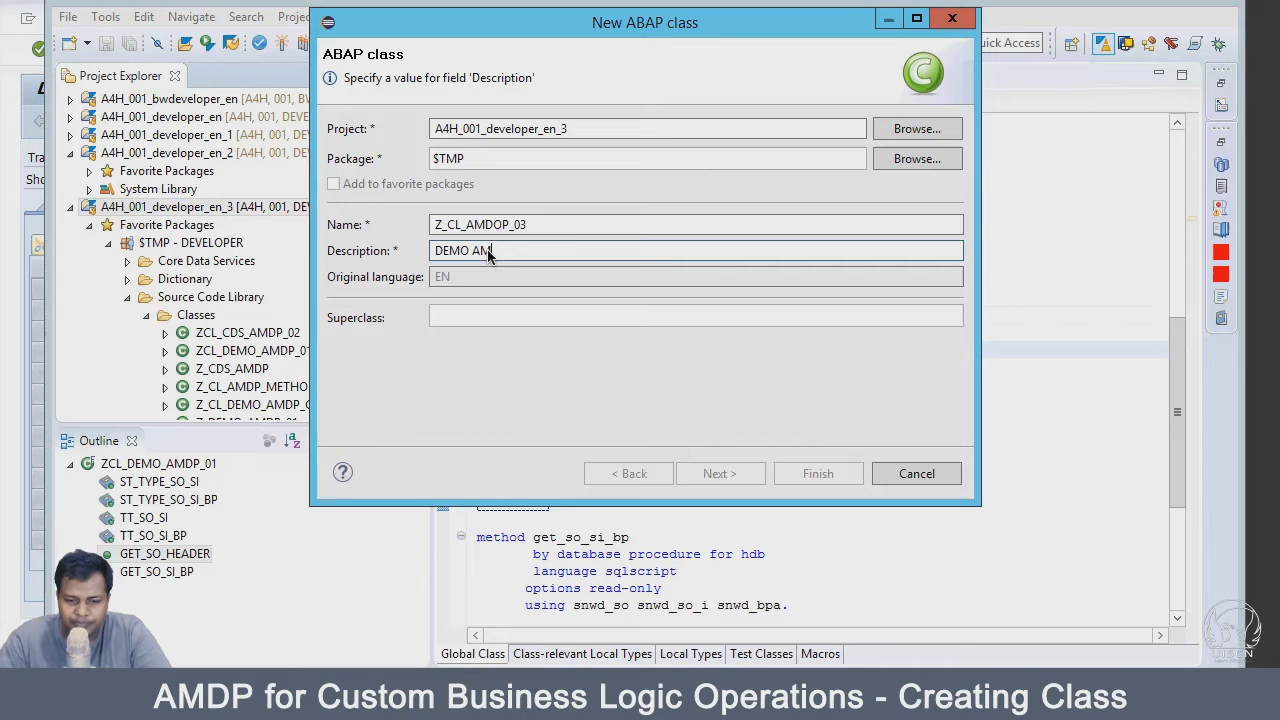 New ABAP class
File Edit Tools Help Navigate Search
ABAP class
Specify a value for field 'Description'
Quick Access
Project Explorer
A4H_001_bwdeveloper_en [A4H, 001,
A4H_001_developer_en [A4H, 001, DEVE
A4H_001_developer_en_1 [A4H, 001,
A4H_001_developer_en_2 [A4H, 001,
Favorite Packages
System Library
A4H_001_developer_en_3 [A4H, 001, DEV
Favorite Packages
$TMP - DEVELOPER
Core Data Services
Dictionary
Source Code Library
Classes
ZCL_CDS_AMDP_02
ZCL_DEMO_AMDP_01
Z_CDS_AMDP
Z_CL_AMDP_METHO
Z_CL_DEMO_AMDP_
Project: *
A4H_001_developer_en_3
Browse...
Package: *
$TMP
Browse...
Add to favorite packages
Name: *
Z_CL_AMDOP_03
Description: *
DEMO AM
Original language:
EN
Superclass:
< Back
Next >
Finish
Cancel
Outline
ZCL_DEMO_AMDP_01
ST_TYPE_SO_SI
ST_TYPE_SO_SI_BP
TT_SO_SI
TT_SO_SI_BP
GET_SO_HEADER
GET_SO_SI_BP
method get_so_si_bp
by database procedure for hdb
language sqlscript
options read-only
using snwd_so snwd_so_i snwd_bpa.
Global Class
Class-relevant Local Types
Local Types
Test Classes
Macros
AMDP for Custom Business Logic Operations - Creating Class